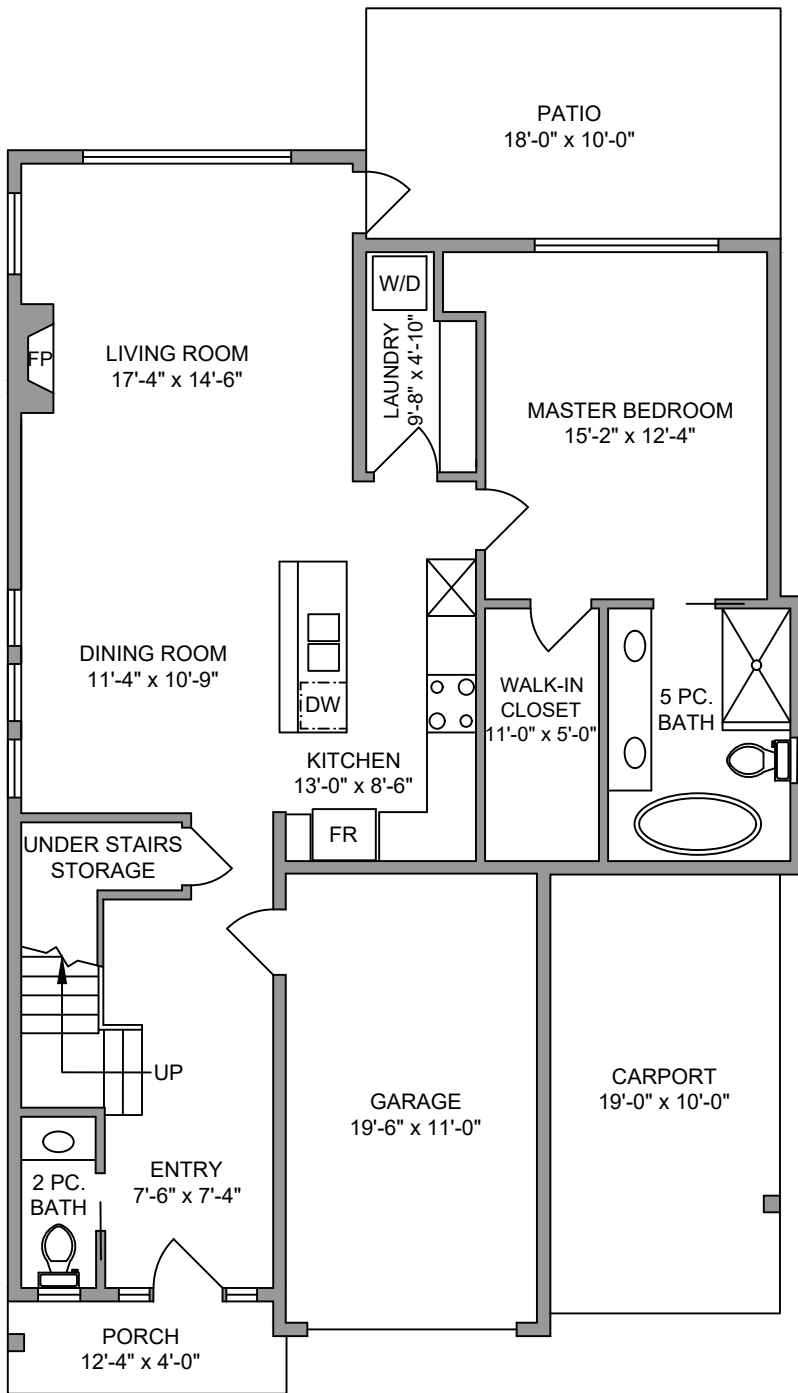 PATIO
18'-0" x 10'-0"
W/D
LAUNDRY
9'-8" x 4'-10"
FP
LIVING ROOM
17'-4" x 14'-6"
MASTER BEDROOM
15'-2" x 12'-4"
DINING ROOM
11'-4" x 10'-9"
DW
KITCHEN
13'-0" x 8'-6"
FR
WALK-IN
CLOSET
11'-0" x 5'-0"
5 PC.
BATH
UNDER STAIRS
STORAGE
UP
GARAGE
19'-6" x 11'-0"
CARPORT
19'-0" x 10'-0"
2 PC.
BATH
ENTRY
7'-6" x 7'-4"
PORCH
12'-4" x 4'-0"